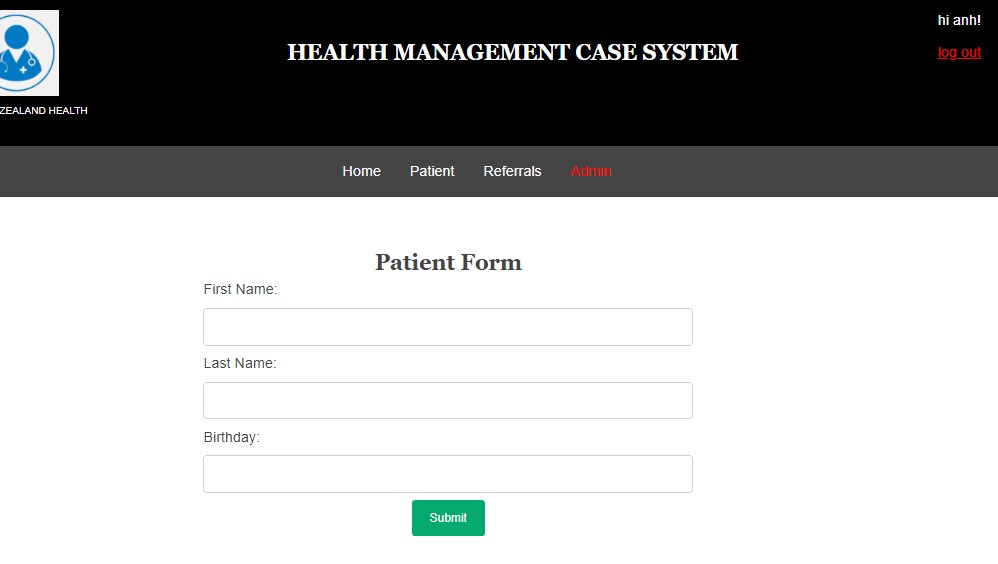 hi anh!
HEALTH MANAGEMENT CASE SYSTEM
log out
ZEALAND HEALTH
Home Patient Referrals Admin
Patient Form
First Name:
Last Name:
Birthday:
Submit